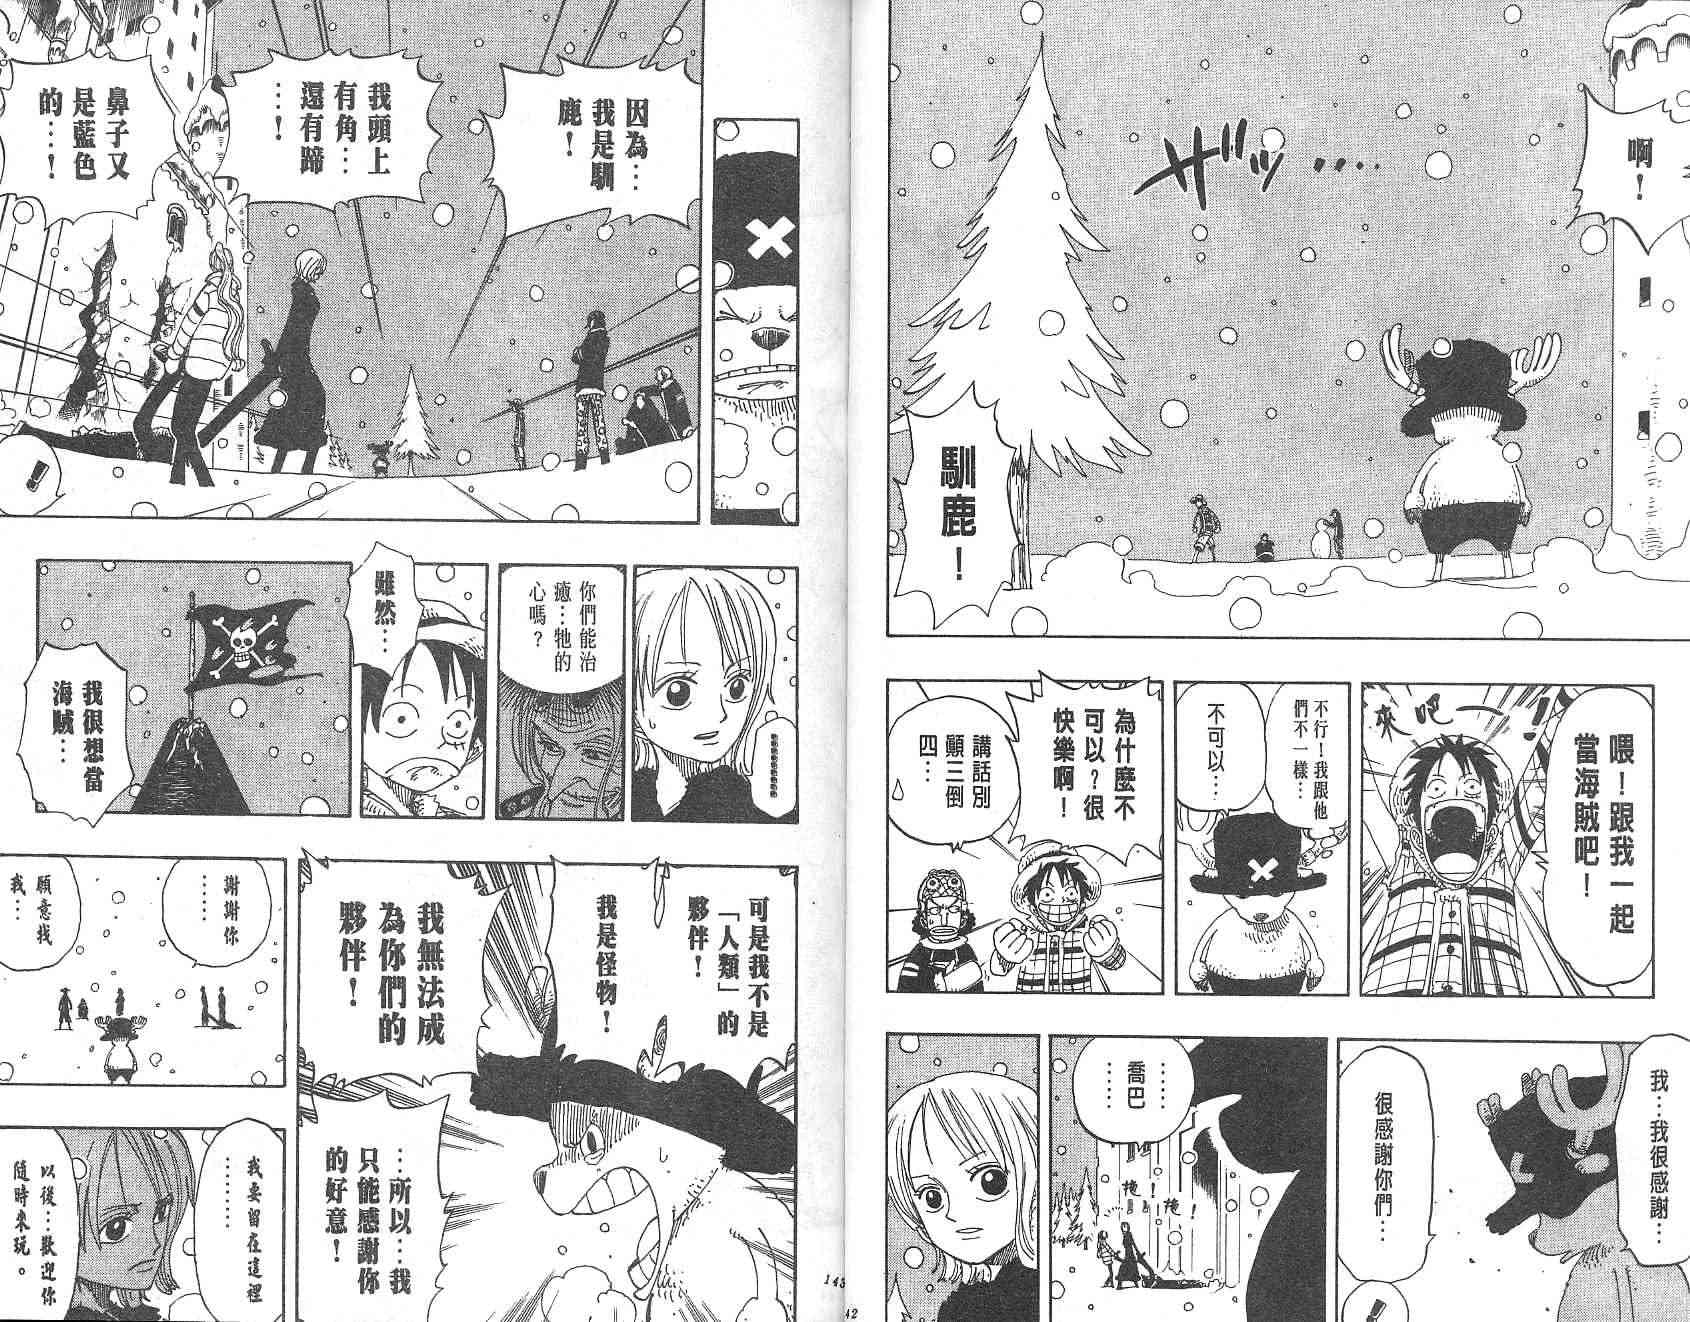 啊！
ザッ‥‥
馴鹿！
喂！跟我一起
當海賊吧！
來吧一！
不行！我跟他
們不一樣…
不可以…
為什麼不
可以？很
快樂啊！
講話別
顛三倒
四…
我…我很感謝…
很感謝你們…
！
……
喬巴
……
拖！
拖！
42
因為…
我是馴
鹿！
我頭上
有角…
還有蹄
…！
鼻子又
是藍色
的…！
！
你們能治
癒…牠的
心嗎？
雖然…
我很想當
海賊…
可是我不是
「人類」的
夥伴！
我是怪物！
我無法成
為你們的
夥伴！
…所以…我
只能感謝你
的好意！
謝謝你
……
願意找
我…
我要留在這裡
………
以後…歡迎你
隨時來玩。
143